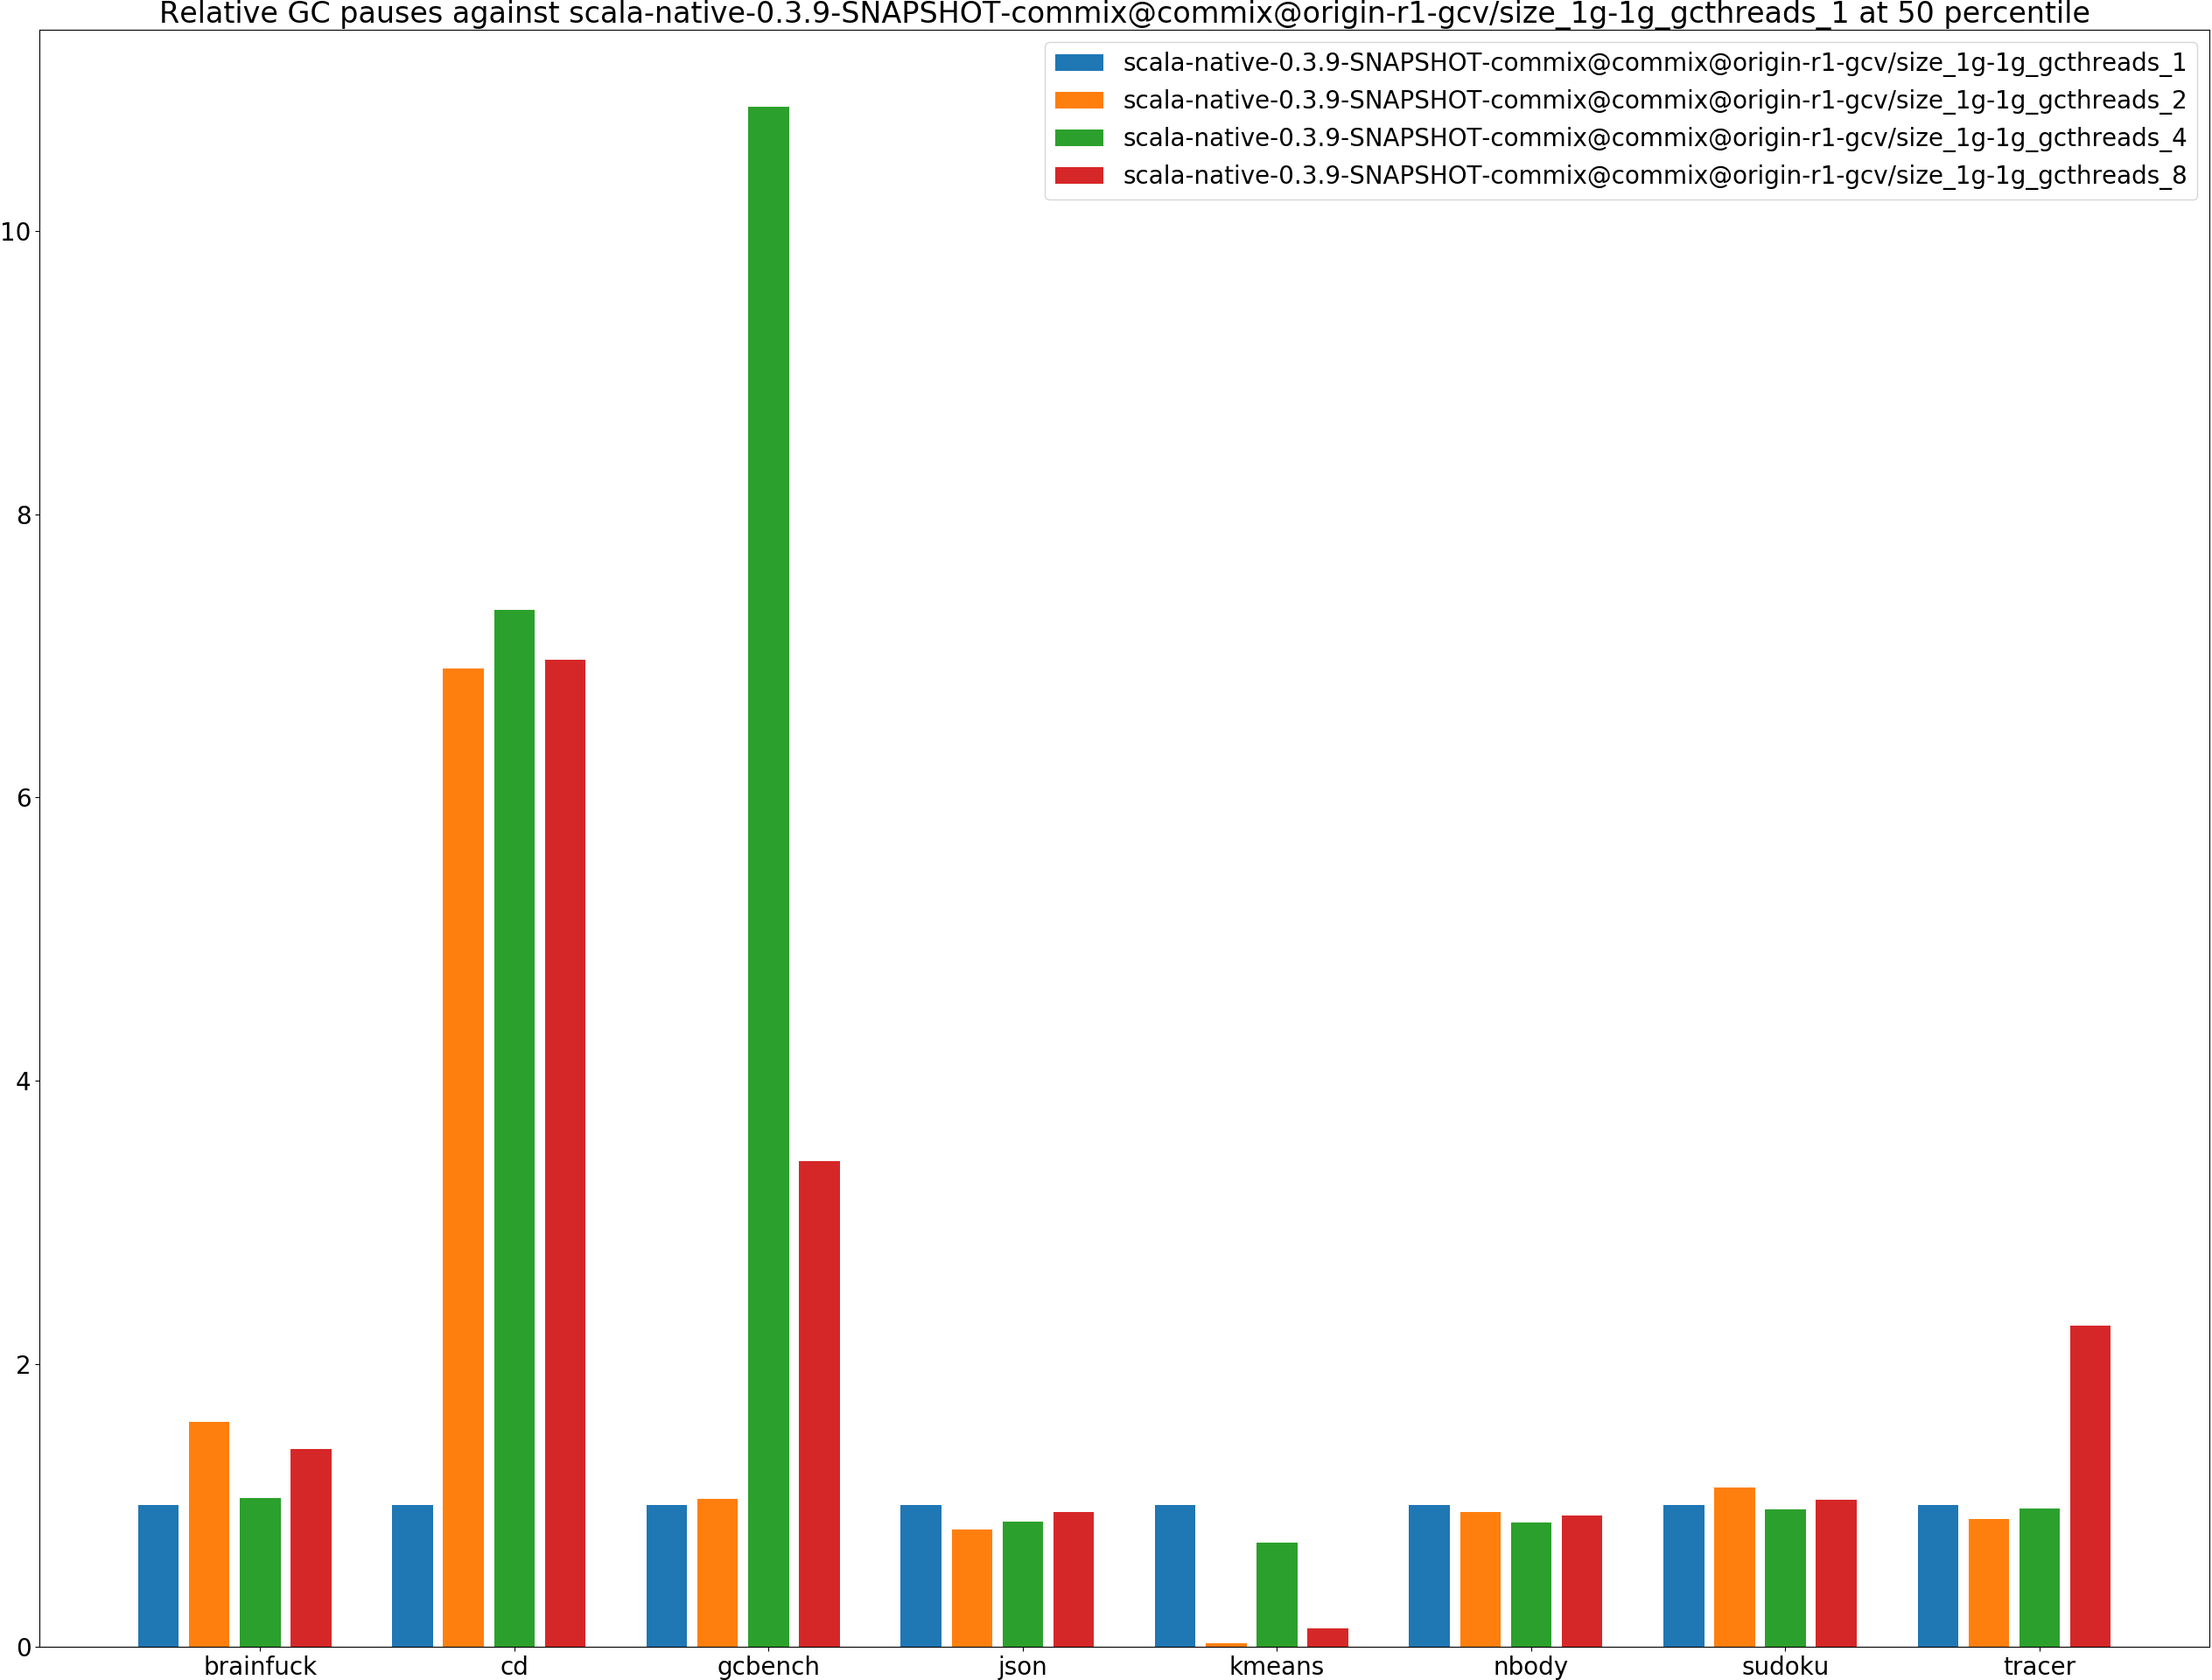 Relative GC pauses against scala-native-0.3.9-SNAPSHOT-commix@commix@origin-r1-gcv/size_1g-1g_gcthreads_1 at 50 percentile
scala-native-0.3.9-SNAPSHOT-commix@commix@origin-r1-gcv/size_1g-1g_gcthreads_1
scala-native-0.3.9-SNAPSHOT-commix@commix@origin-r1-gcv/size_1g-1g_gcthreads_2
scala-native-0.3.9-SNAPSHOT-commix@commix@origin-r1-gcv/size_1g-1g_gcthreads_4
scala-native-0.3.9-SNAPSHOT-commix@commix@origin-r1-gcv/size_1g-1g_gcthreads_8
10
8
6
4
2
0
brainfuck cd gcbench json kmeans nbody sudoku tracer